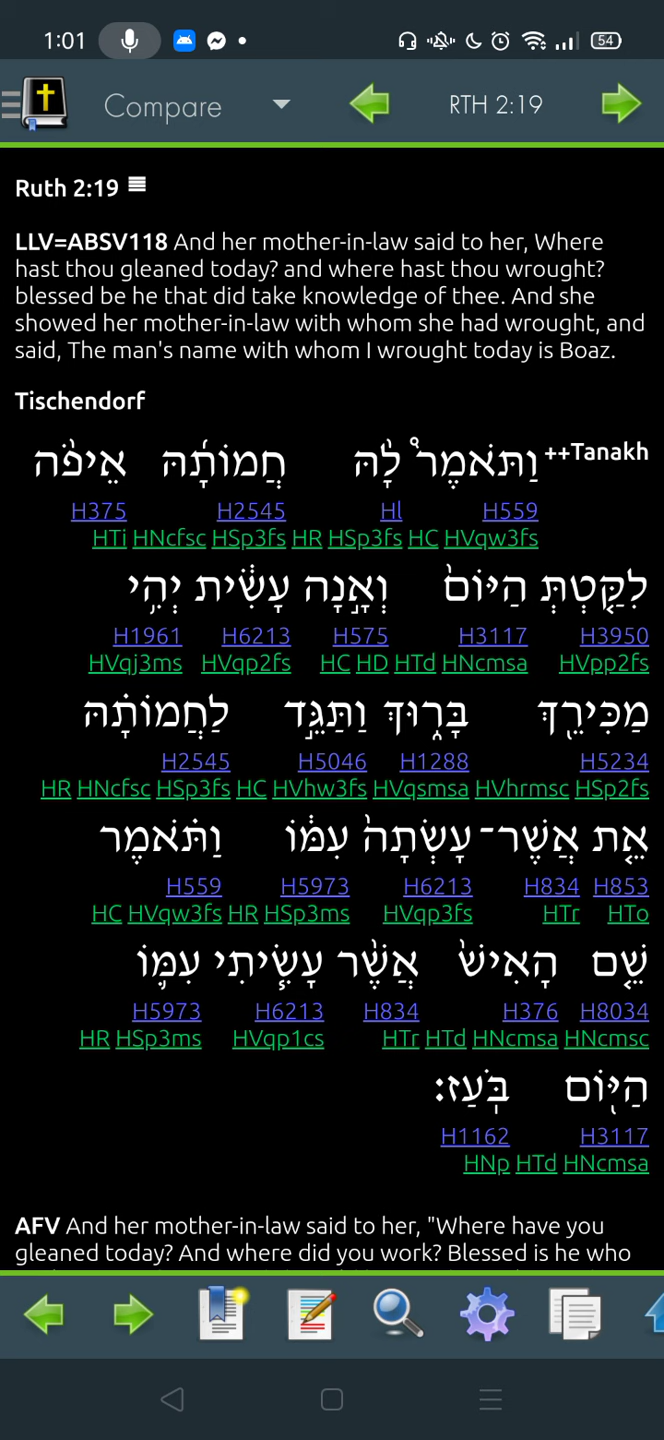 1:01
54
Compare RTH 2:19
Ruth 2:19
LLV=ABSV118 And her mother-in-law said to her, Where
hast thou gleaned today? and where hast thou wrought?
blessed be he that did take knowledge of thee. And she
showed her mother-in-law with whom she had wrought, and
said, The man's name with whom I wrought today is Boaz.
Tischendorf
++Tanakh וַתֹּאמֶר֩ לָ֨הּ חֲמוֹתָ֜הּ אֵיפֹ֨ה
H375 H2545 Hl H559
HTi HNcfsc HSp3fs HR HSp3fs HC HVqw3fs
לִקַּ֤טְתְּ הַיּוֹם֙ וְאָ֣נָה עָשִׂ֔ית יְהִ֥י
H1961 H6213 H575 H3117 H3950
HVqj3ms HVqp2fs HC HD HTd HNcmsa HVpp2fs
מַכִּירֵ֖ךְ בָּר֑וּךְ וַתַּגֵּ֣ד לַחֲמוֹתָ֗הּ
H2545 H5046 H1288 H5234
HR HNcfsc HSp3fs HC HVhw3fs HVqsmsa HVhrmsc HSp2fs
אֵ֤ת אֲשֶׁר־ עָשְׂתָה֙ עִמּ֔וֹ וַתֹּ֗אמֶר
H559 H5973 H6213 H834 H853
HC HVqw3fs HR HSp3ms HVqp3fs HTr HTo
שֵׁ֤ם הָאִישׁ֙ אֲשֶׁ֨ר עָשִׂ֧יתִי עִמּ֛וֹ
H5973 H6213 H834 H376 H8034
HR HSp3ms HVqp1cs HTr HTd HNcmsa HNcmsc
הַיּ֖וֹם בֹּֽעַז׃
H1162 H3117
HNp HTd HNcmsa
AFV And her mother-in-law said to her, "Where have you
gleaned today? And where did you work? Blessed is he who